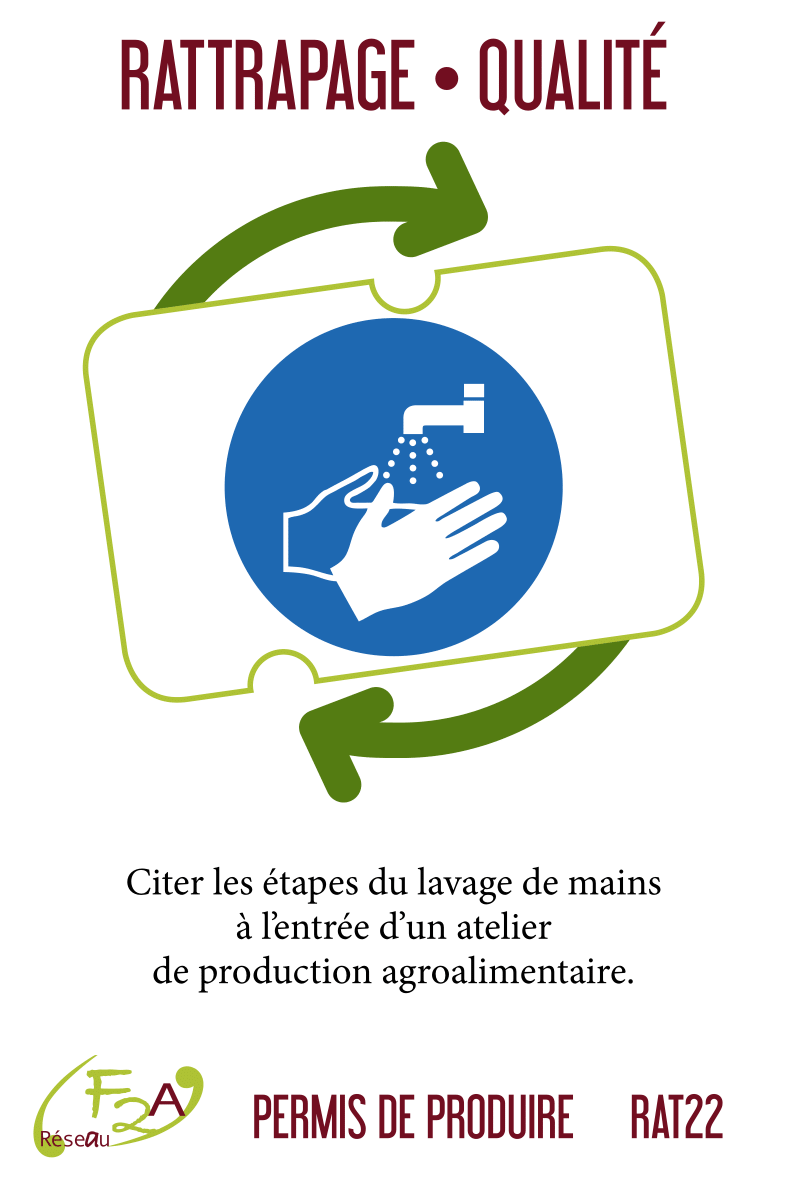 RATTRAPAGE • QUALITÉ
Citer les étapes du lavage de mains
à l’entrée d’un atelier
de production agroalimentaire.
Réseau F2A
PERMIS DE PRODUIRE RAT22